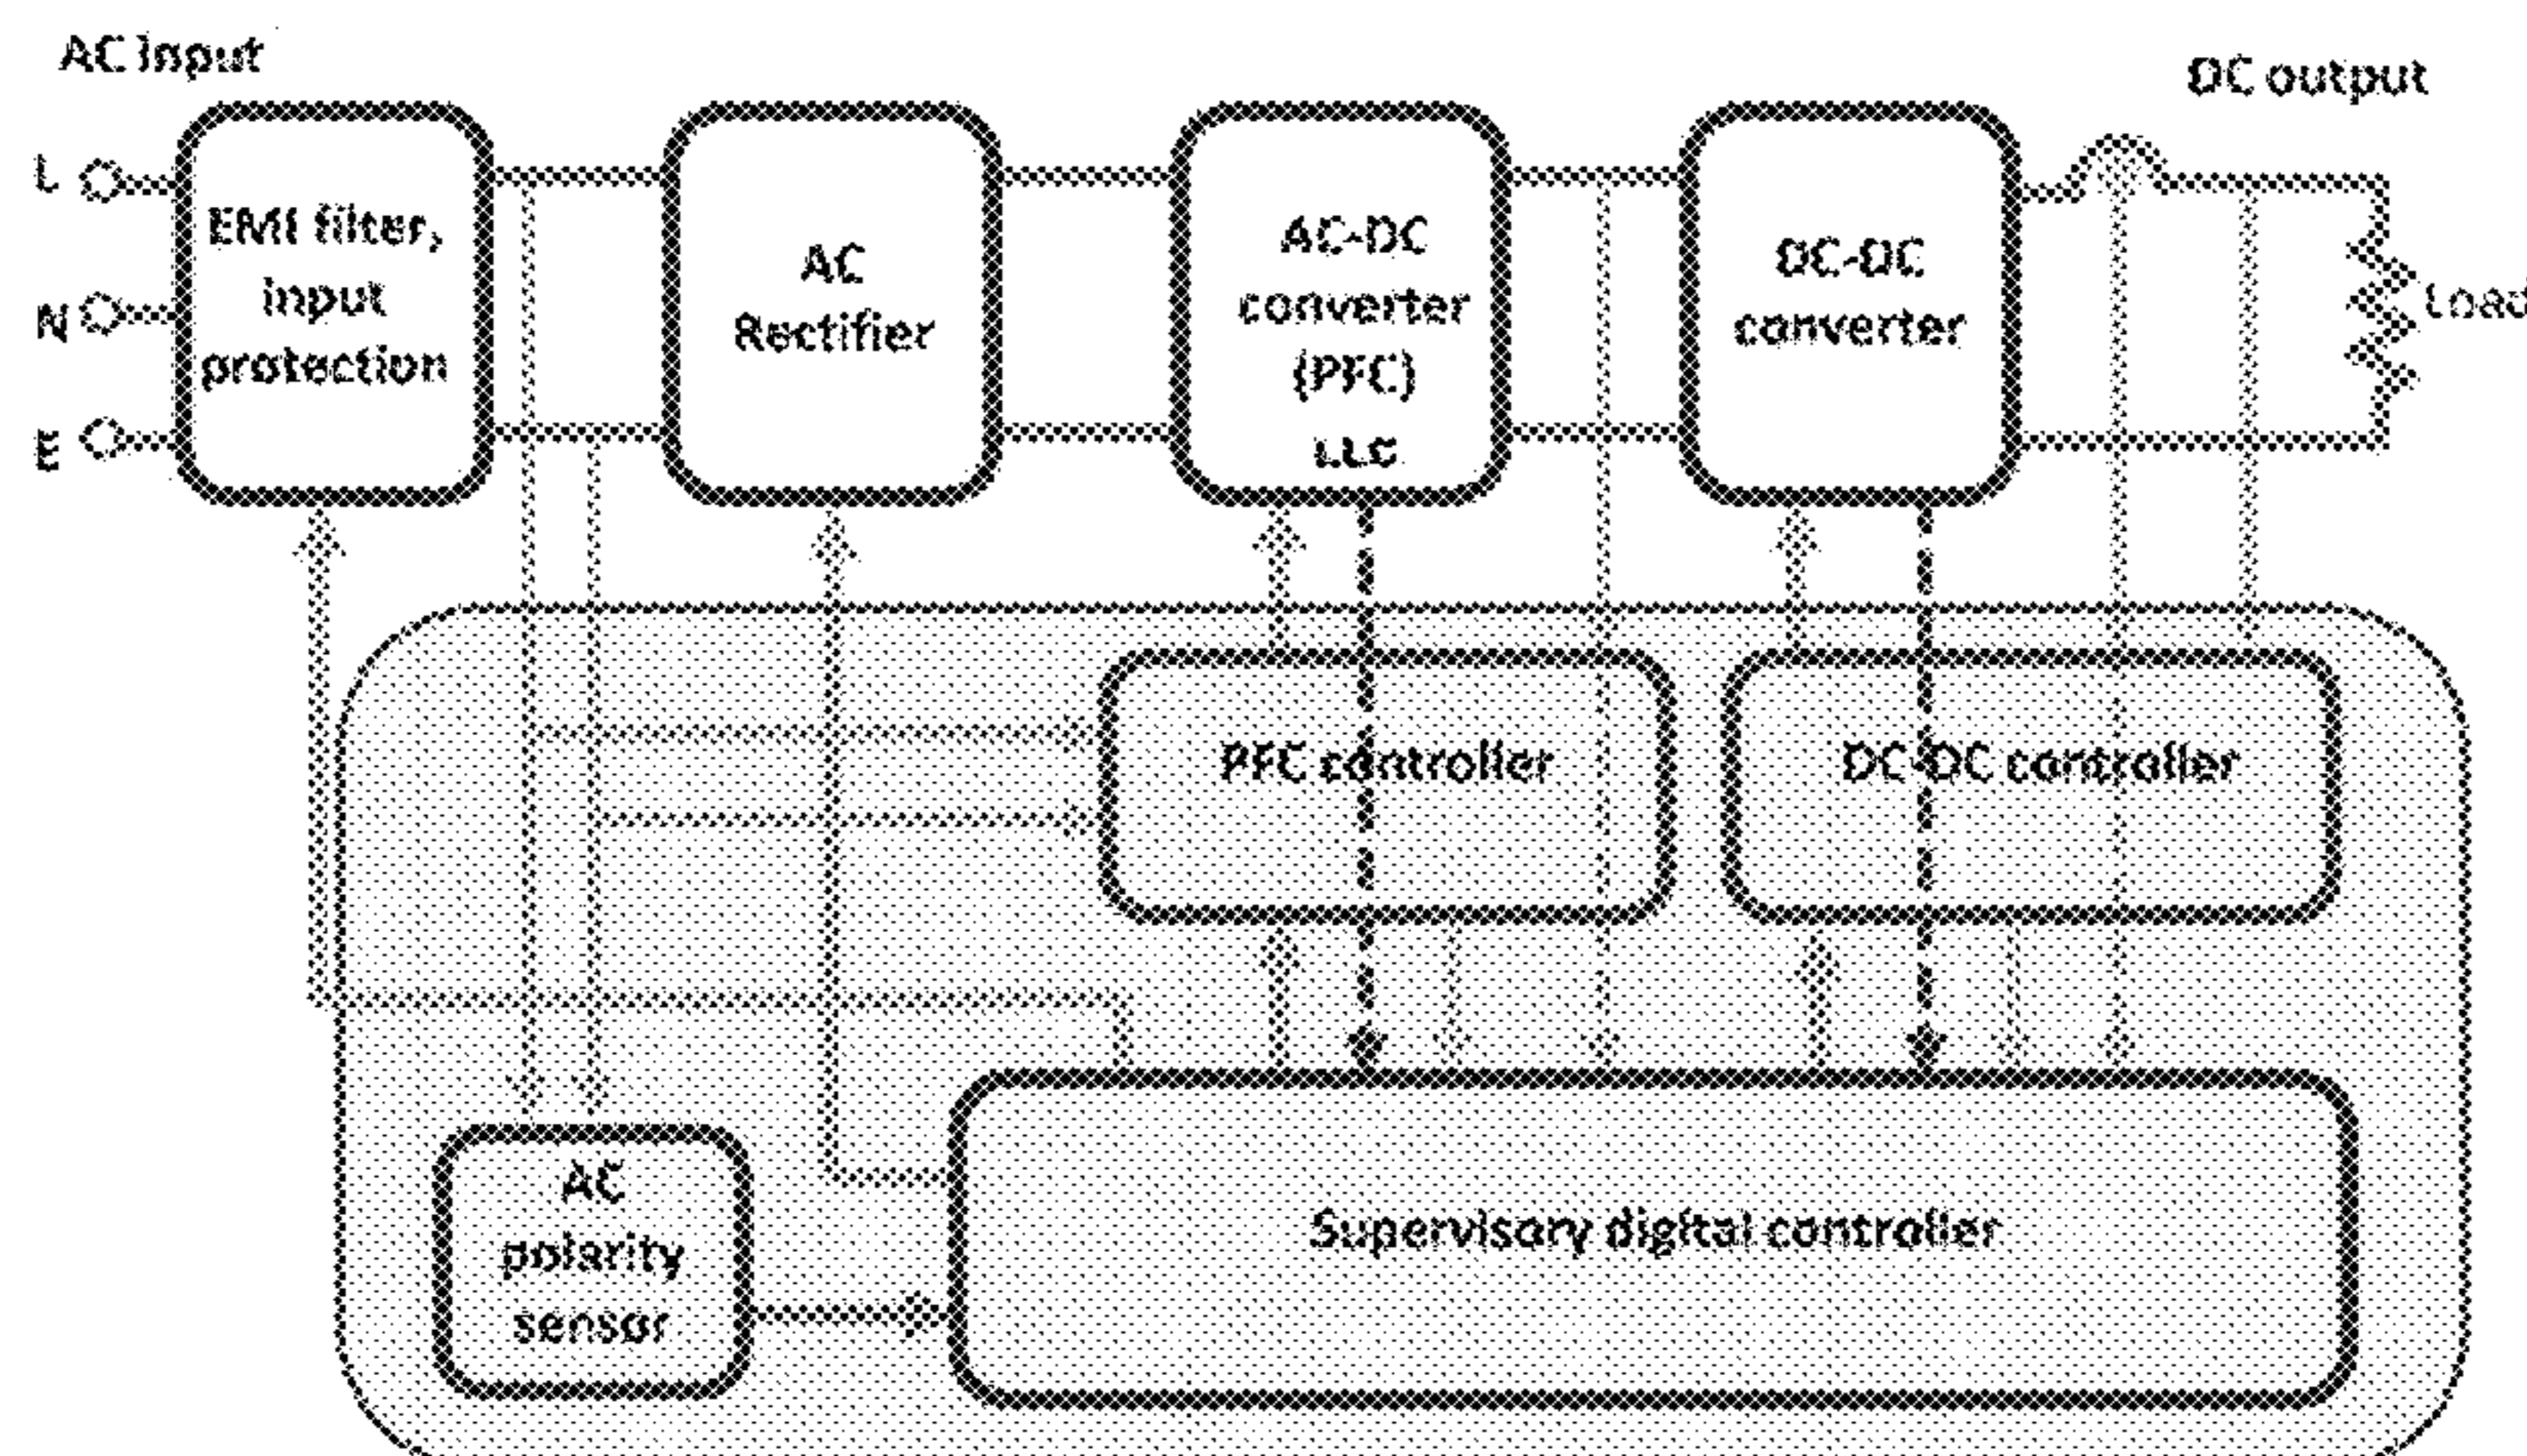 AC input
DC output
L
N
E
EMI filter,
input
protection
AC
Rectifier
AC-DC
converter
(PFC)
LLC
DC-DC
converter
Load
PFC controller
DC-DC controller
AC
polarity
sensor
Supervisory digital controller